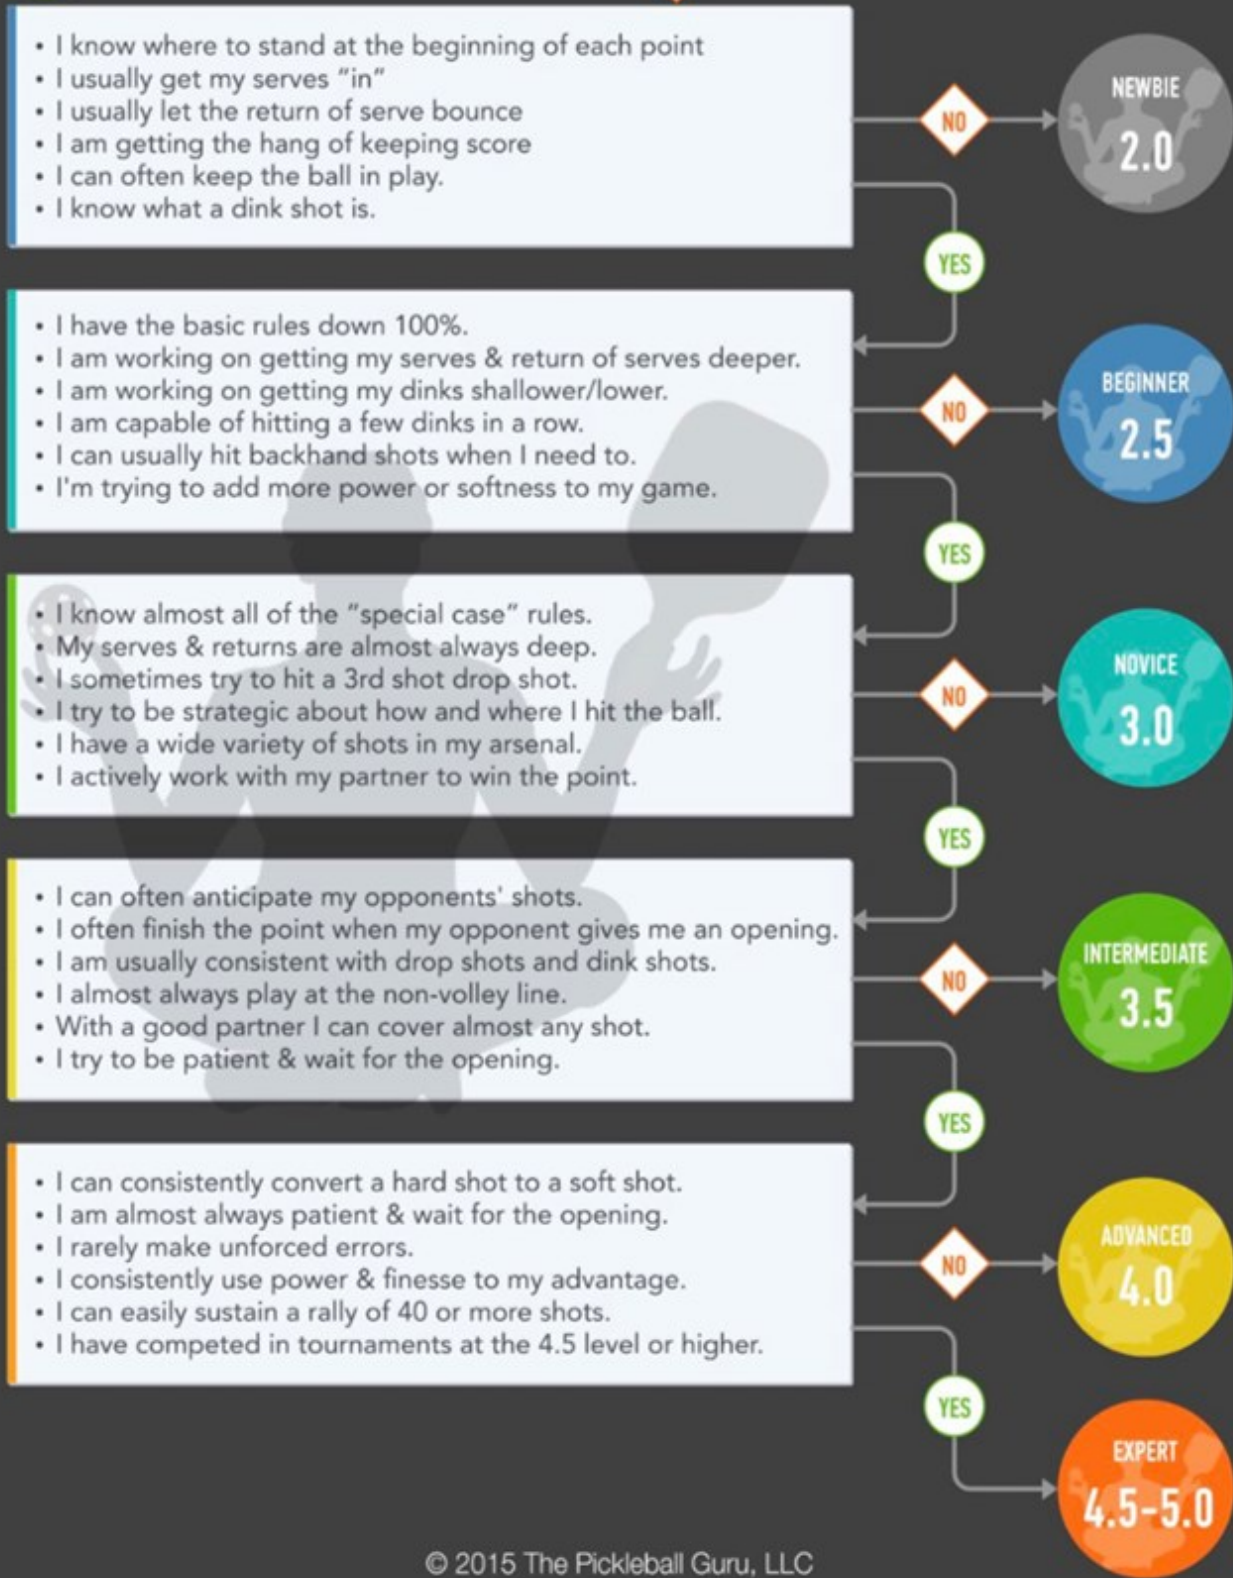 • I know where to stand at the beginning of each point
• I usually get my serves “in”
• I usually let the return of serve bounce
• I am getting the hang of keeping score
• I can often keep the ball in play.
• I know what a dink shot is.
NO
NEWBIE
2.0
YES
• I have the basic rules down 100%.
• I am working on getting my serves & return of serves deeper.
• I am working on getting my dinks shallower/lower.
• I am capable of hitting a few dinks in a row.
• I can usually hit backhand shots when I need to.
• I'm trying to add more power or softness to my game.
NO
BEGINNER
2.5
YES
• I know almost all of the “special case” rules.
• My serves & returns are almost always deep.
• I sometimes try to hit a 3rd shot drop shot.
• I try to be strategic about how and where I hit the ball.
• I have a wide variety of shots in my arsenal.
• I actively work with my partner to win the point.
NO
NOVICE
3.0
YES
• I can often anticipate my opponents' shots.
• I often finish the point when my opponent gives me an opening.
• I am usually consistent with drop shots and dink shots.
• I almost always play at the non-volley line.
• With a good partner I can cover almost any shot.
• I try to be patient & wait for the opening.
NO
INTERMEDIATE
3.5
YES
• I can consistently convert a hard shot to a soft shot.
• I am almost always patient & wait for the opening.
• I rarely make unforced errors.
• I consistently use power & finesse to my advantage.
• I can easily sustain a rally of 40 or more shots.
• I have competed in tournaments at the 4.5 level or higher.
NO
ADVANCED
4.0
YES
EXPERT
4.5-5.0
© 2015 The Pickleball Guru, LLC